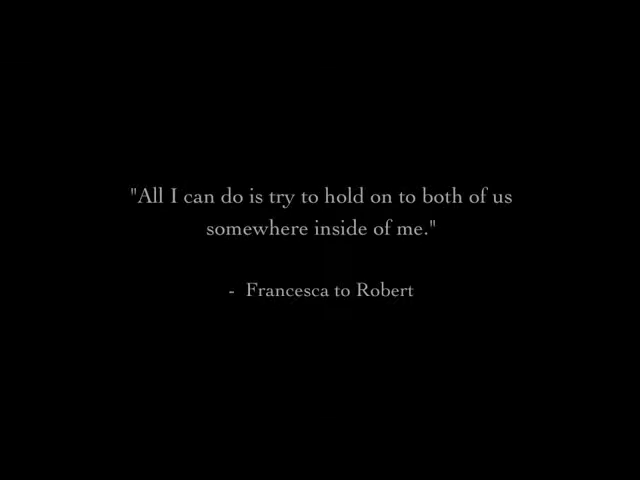 "All I can do is try to hold on to both of us
somewhere inside of me."
- Francesca to Robert